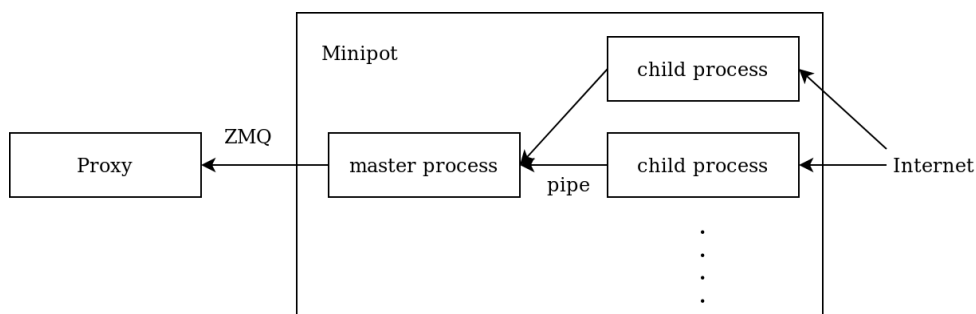 Minipot
child process
ZMQ
Proxy
master process
child process
Internet
pipe